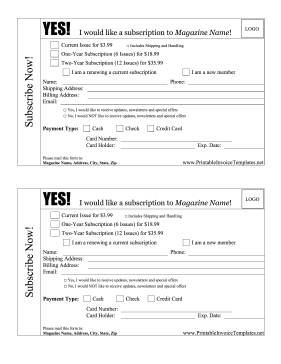 YES! I would like a subscription to Magazine Name!
LOGO
Subscribe Now!
Current Issue for $3.99 □ Includes Shipping and Handling
One-Year Subscription (6 Issues) for $18.99
Two-Year Subscription (12 Issues) for $35.99
I am a renewing a current subscription I am a new member
Name: Phone:
Shipping Address:
Billing Address:
Email:
□ Yes, I would like to receive updates, newsletters and special offers
□ No, I would NOT like to receive updates, newsletters and special offers
Payment Type: Cash Check Credit Card
Card Number:
Card Holder: Exp. Date:
Please mail this form to:
Magazine Name, Address, City, State, Zip
www.PrintableInvoiceTemplates.net
YES! I would like a subscription to Magazine Name!
LOGO
Subscribe Now!
Current Issue for $3.99 □ Includes Shipping and Handling
One-Year Subscription (6 Issues) for $18.99
Two-Year Subscription (12 Issues) for $35.99
I am a renewing a current subscription I am a new member
Name: Phone:
Shipping Address:
Billing Address:
Email:
□ Yes, I would like to receive updates, newsletters and special offers
□ No, I would NOT like to receive updates, newsletters and special offers
Payment Type: Cash Check Credit Card
Card Number:
Card Holder: Exp. Date:
Please mail this form to:
Magazine Name, Address, City, State, Zip
www.PrintableInvoiceTemplates.net